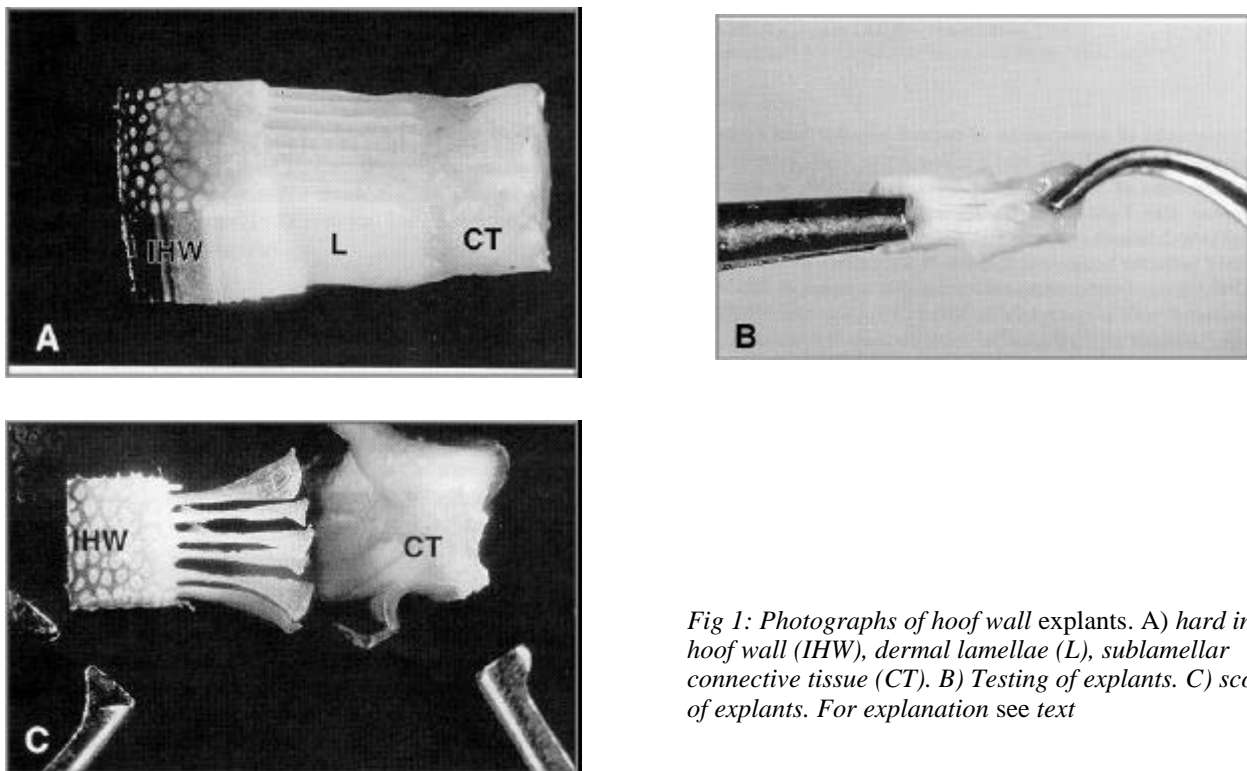 IHW
L
CT
A
B
IHW
CT
C
Fig 1: Photographs of hoof wall explants. A) hard in
hoof wall (IHW), dermal lamellae (L), sublamellar
connective tissue (CT). B) Testing of explants. C) sco
of explants. For explanation see text